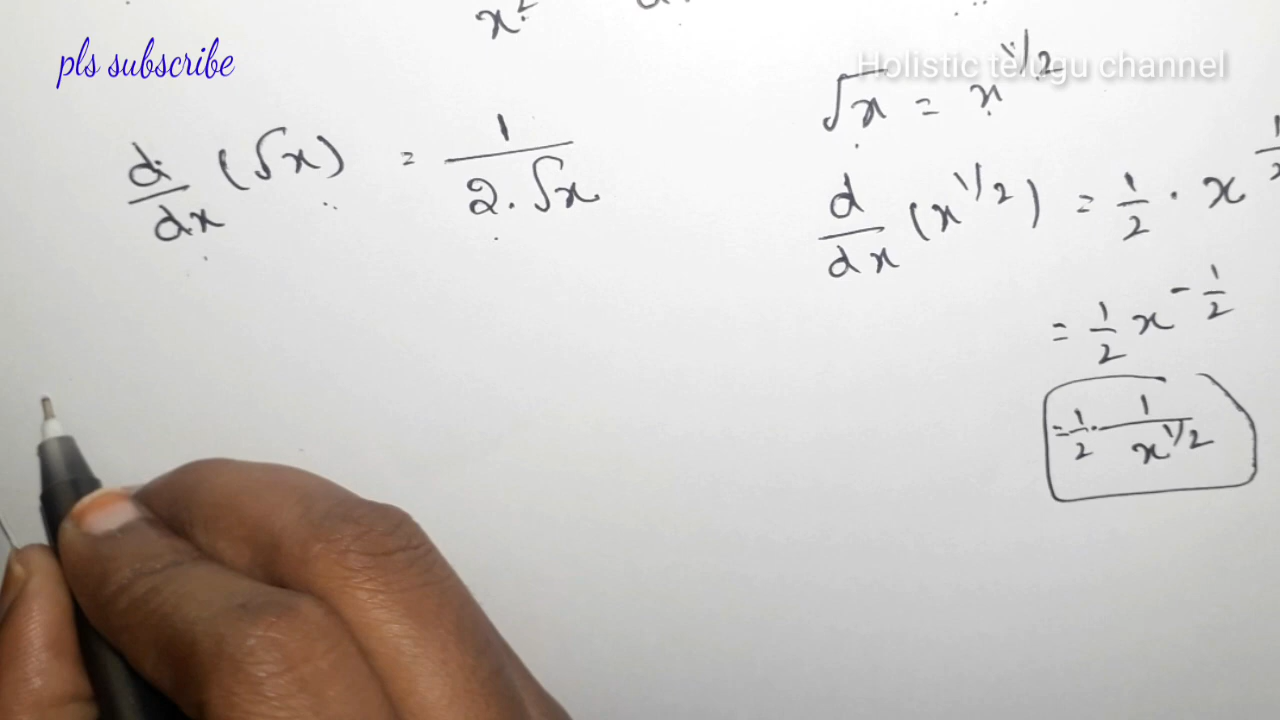 x²
pls subscribe
Holistic telugu channel
d/dx (√x) = 1/2.√x
√x = x^1/2
d/dx (x^1/2) = 1/2 · x
= 1/2 x^-1/2
= 1/2 · 1/x^1/2